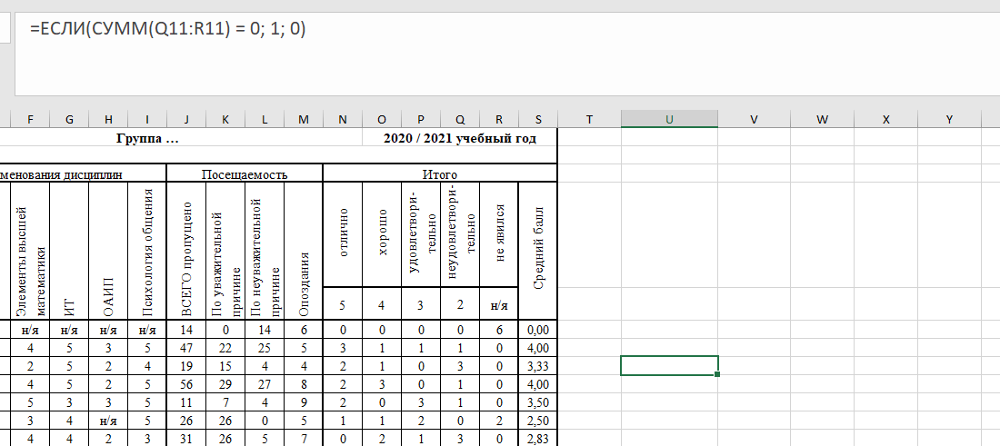 =ЕСЛИ(СУММ(Q11:R11) = 0; 1; 0)
F G H I J K L M N O P Q R S T U V W X Y
Группа ... 2020 / 2021 учебный год
менования дисциплин Посещаемость Итого
Элементы высшей
математики
ИТ
ОАИП
Психология общения
ВСЕГО пропущено
По уважительной
причине
По неуважительной
причине
Опоздания
отлично
хорошо
удовлетвори-
тельно
неудовлетвори-
тельно
не явился
Средний балл
5 4 3 2 н/я
н/я н/я н/я н/я 14 0 14 6 0 0 0 0 6 0,00
4 5 3 5 47 22 25 5 3 1 1 1 0 4,00
2 5 2 4 19 15 4 4 2 1 0 3 0 3,33
4 5 2 5 56 29 27 8 2 3 0 1 0 4,00
5 3 3 5 11 7 4 9 2 0 3 1 0 3,50
3 4 н/я 5 26 26 0 5 1 1 2 0 2 2,50
4 4 2 3 31 26 5 7 0 2 1 3 0 2,83